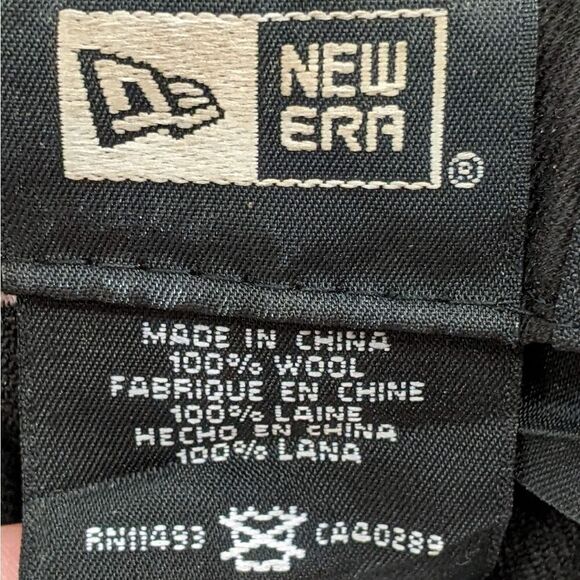 NEW
ERA
®
MADE IN CHINA
100% WOOL
FABRIQUE EN CHINE
100% LAINE
HECHO EN CHINA
100% LANA
RN11493 CA40289